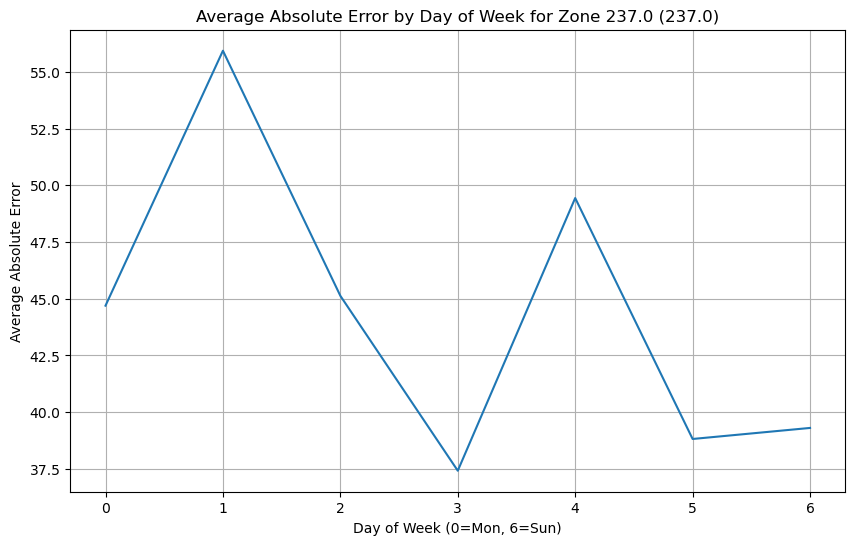 Average Absolute Error by Day of Week for Zone 237.0 (237.0)
Average Absolute Error
55.0
52.5
50.0
47.5
45.0
42.5
40.0
37.5
0 1 2 3 4 5 6
Day of Week (0=Mon, 6=Sun)